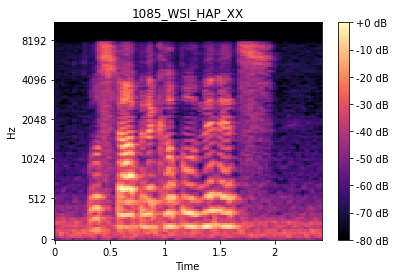 1085_WSI_HAP_XX
+0 dB
8192
-10 dB
4096
-20 dB
-30 dB
2048
Hz
-40 dB
1024
-50 dB
512
-60 dB
-70 dB
0
-80 dB
0 0.5 1 1.5 2
Time